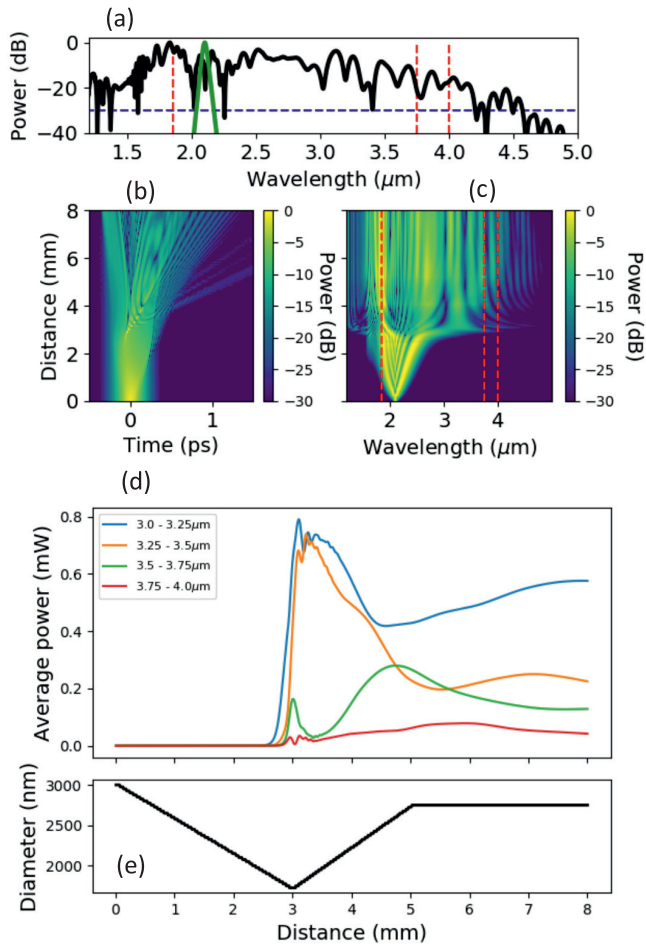 (a)
0
−20
−40
Power (dB)
1.5 2.0 2.5 3.0 3.5 4.0 4.5 5.0
Wavelength (μm)
(b)
(c)
8
6
4
2
0
Distance (mm)
0 1
Time (ps)
0
−5
−10
−15
−20
−25
−30
Power (dB)
2 4
Wavelength (μm)
0
−5
−10
−15
−20
−25
−30
Power (dB)
(d)
0.8
0.6
0.4
0.2
0.0
Average power (mW)
3.0 - 3.25μm
3.25 - 3.5μm
3.5 - 3.75μm
3.75 - 4.0μm
3000
2500
2000
Diameter (nm)
(e)
0 1 2 3 4 5 6 7 8
Distance (mm)